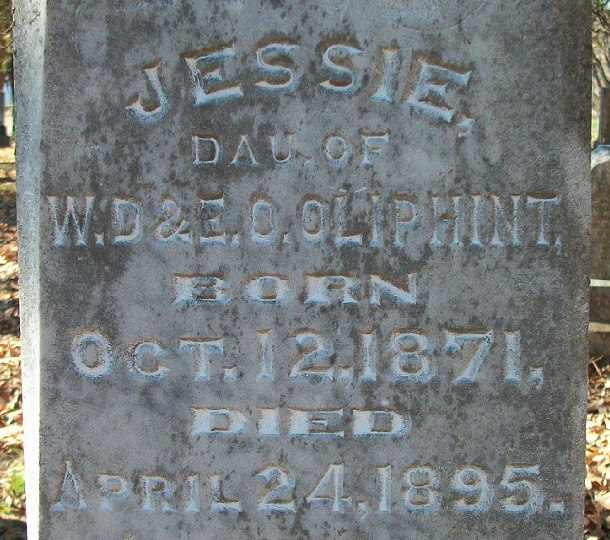 JESSIE,
DAU. OF
W.D & E.O. OLIPHINT.
BORN
OCT. 12, 1871,
DIED
APRIL 24, 1895.